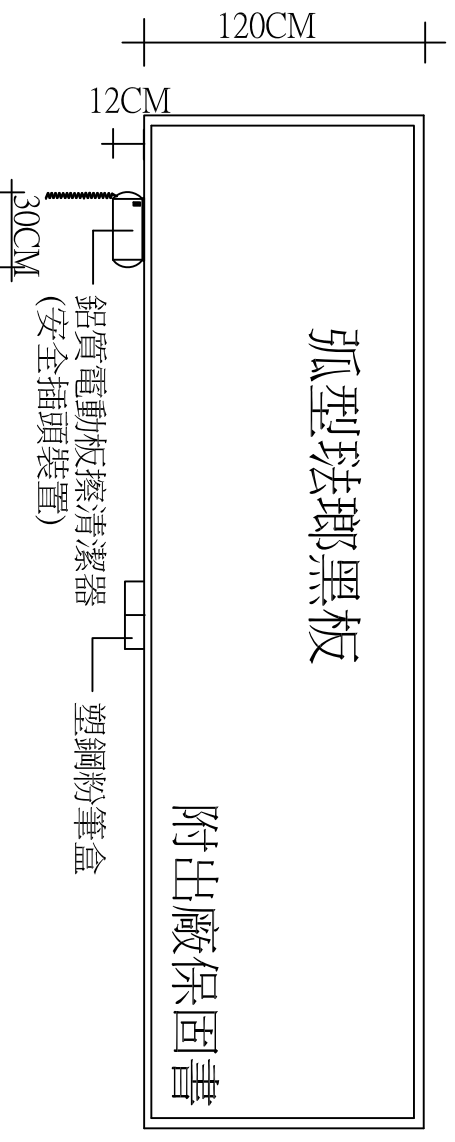 120CM
12CM
30CM
弧型琺瑯黑板
鋁質電動板擦清潔器
(安全插頭裝置)
塑鋼粉筆盒
附出廠保固書